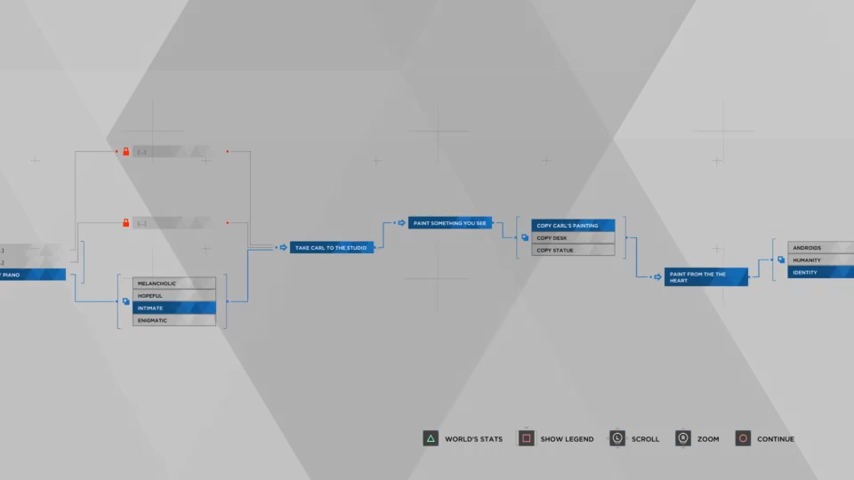 Y PIANO
MELANCHOLIC
HOPEFUL
INTIMATE
ENIGMATIC
TAKE CARL TO THE STUDIO
PAINT SOMETHING YOU SEE
COPY CARL'S PAINTING
COPY DESK
COPY STATUE
PAINT FROM THE THE
HEART
ANDROIDS
HUMANITY
IDENTITY
WORLD'S STATS
SHOW LEGEND
L
SCROLL
R
ZOOM
CONTINUE